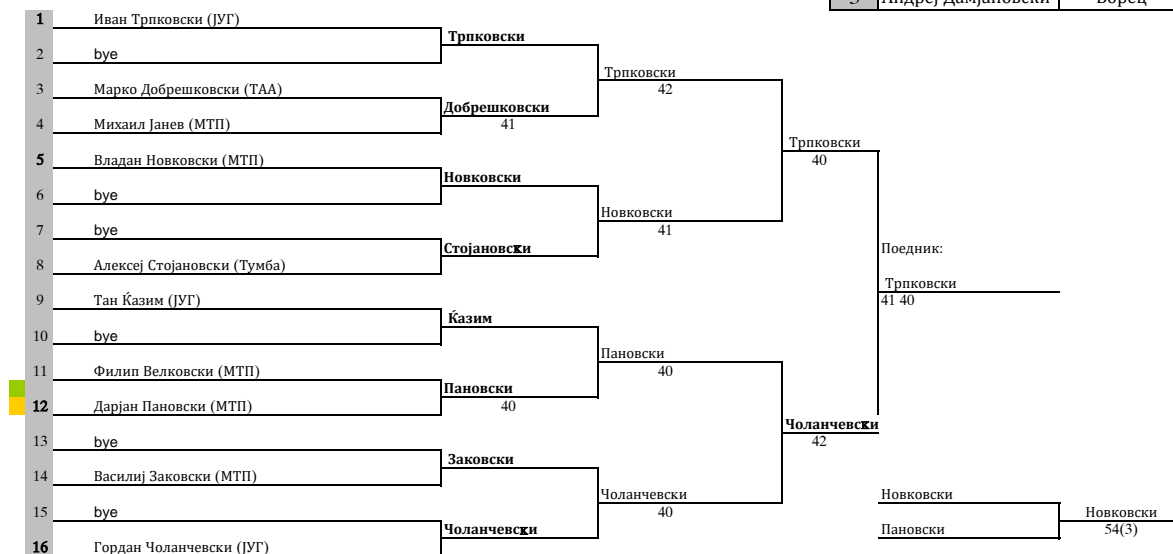 3 Андреј Дамјановски Борец
1 Иван Трпковски (ЈУГ)
Трпковски
2 bye
Трпковски
42
3 Марко Добрешковски (ТАА)
Добрешковски
41
4 Михаил Јанев (МТП)
Трпковски
40
5 Владан Новковски (МТП)
Новковски
6 bye
Новковски
41
7 bye
Стојановски
8 Алексеј Стојановски (Тумба)
Поедник:
Трпковски
41 40
9 Тан Ќазим (ЈУГ)
Ќазим
10 bye
Пановски
40
11 Филип Велковски (МТП)
Пановски
40
12 Дарјан Пановски (МТП)
Чоланчевски
42
13 bye
Заковски
14 Василиј Заковски (МТП)
Чоланчевски
40
15 bye
Чоланчевски
16 Гордан Чоланчевски (ЈУГ)
Новковски
Новковски
54(3)
Пановски